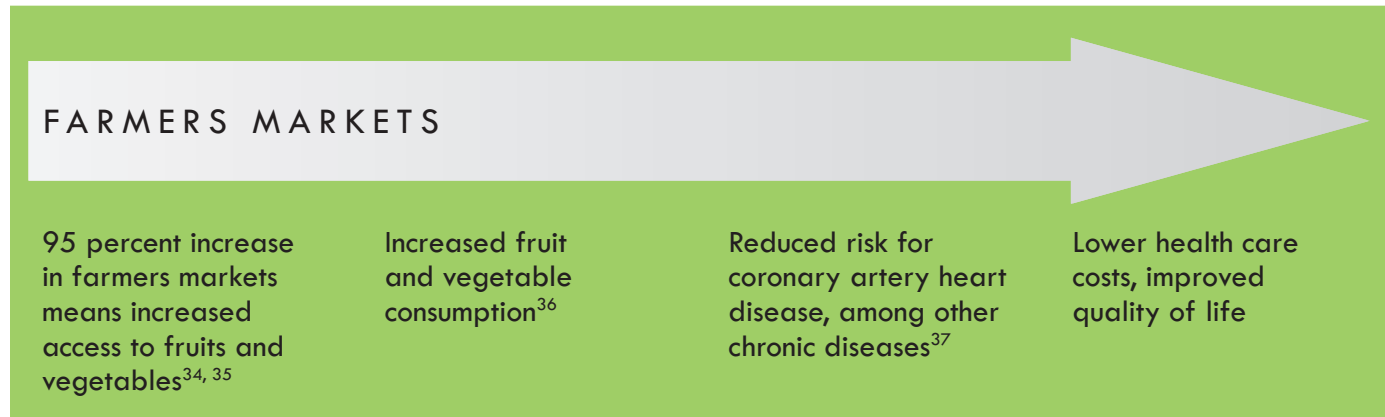 FARMERS MARKETS
95 percent increase
in farmers markets
means increased
access to fruits and
vegetables34, 35
Increased fruit
and vegetable
consumption36
Reduced risk for
coronary artery heart
disease, among other
chronic diseases37
Lower health care
costs, improved
quality of life